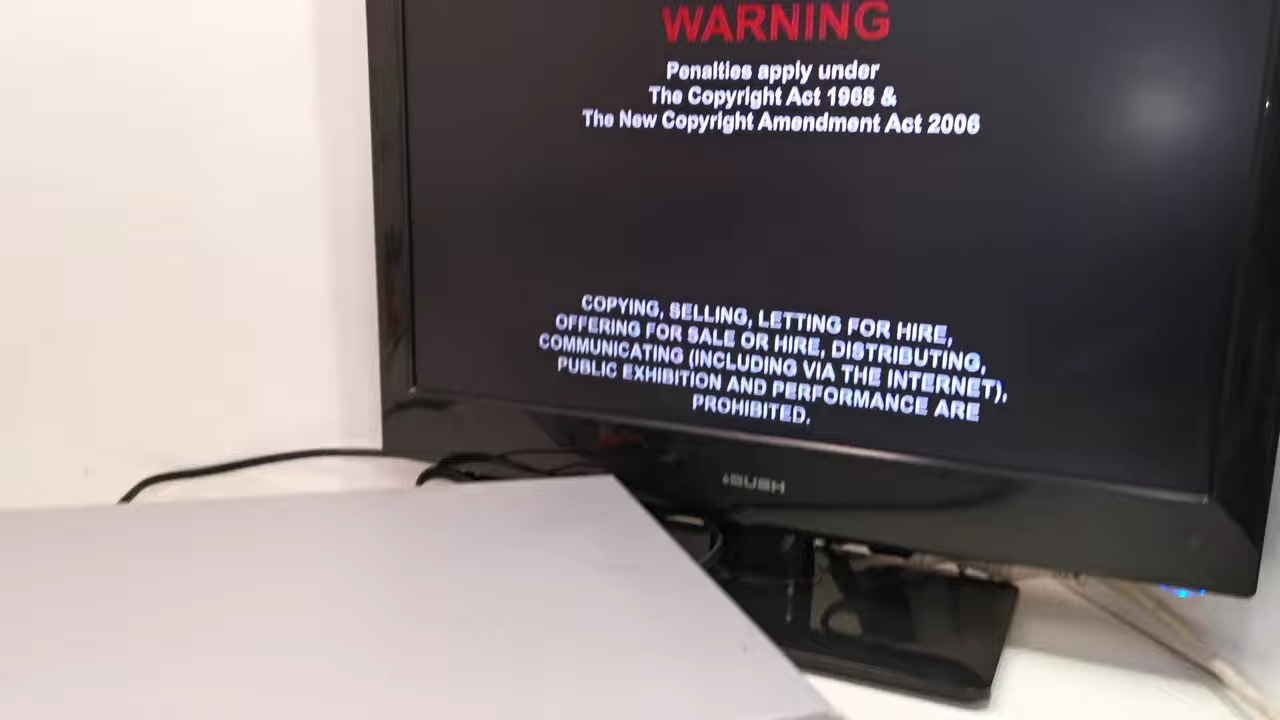 WARNING
Penalties apply under
The Copyright Act 1968 &
The New Copyright Amendment Act 2006
COPYING, SELLING, LETTING FOR HIRE,
OFFERING FOR SALE OR HIRE, DISTRIBUTING,
COMMUNICATING (INCLUDING VIA THE INTERNET),
PUBLIC EXHIBITION AND PERFORMANCE ARE
PROHIBITED.
BUSH